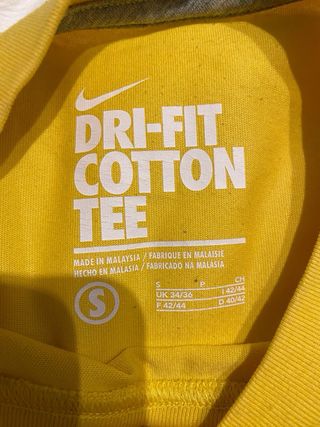 DRI-FIT
COTTON
TEE
MADE IN MALAYSIA / FABRIQUE EN MALAISIE
HECHO EN MALASIA / FABRICADO NA MALASIA
S
S P CH
UK 34/36 I 42/44
F 42/44 D 40/42